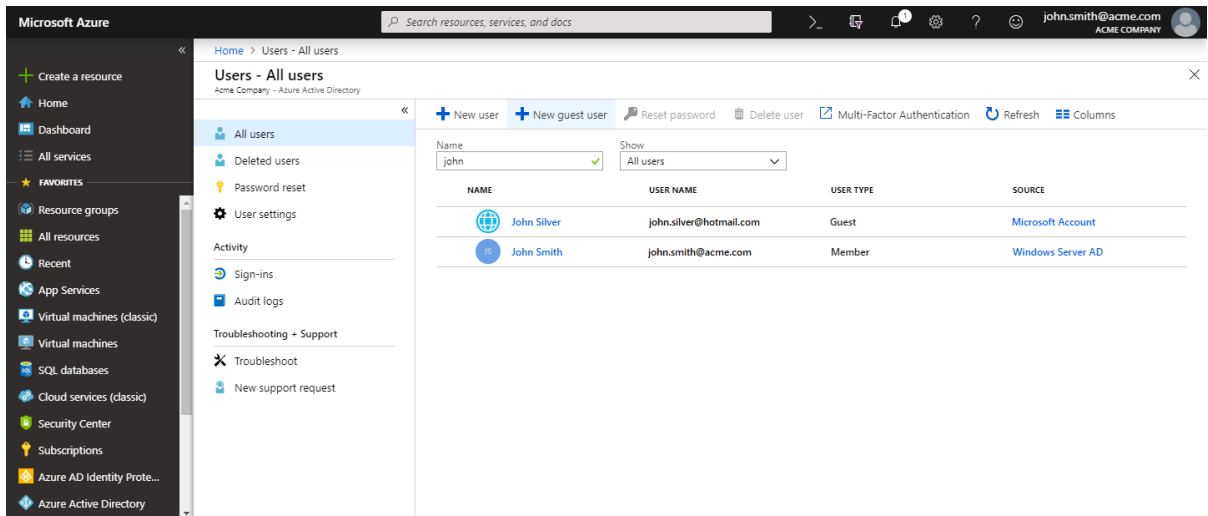 Microsoft Azure
Search resources, services, and docs
1
john.smith@acme.com
ACME COMPANY
Create a resource
Home
Dashboard
All services
FAVORITES
Resource groups
All resources
Recent
App Services
Virtual machines (classic)
Virtual machines
SQL databases
Cloud services (classic)
Security Center
Subscriptions
Azure AD Identity Prote...
Azure Active Directory
Home > Users - All users
Users - All users
Acme Company - Azure Active Directory
All users
Deleted users
Password reset
User settings
Activity
Sign-ins
Audit logs
Troubleshooting + Support
Troubleshoot
New support request
New user New guest user Reset password Delete user Multi-Factor Authentication Refresh Columns
Name Show
john All users
NAME USER NAME USER TYPE SOURCE
John Silver john.silver@hotmail.com Guest Microsoft Account
JS John Smith john.smith@acme.com Member Windows Server AD